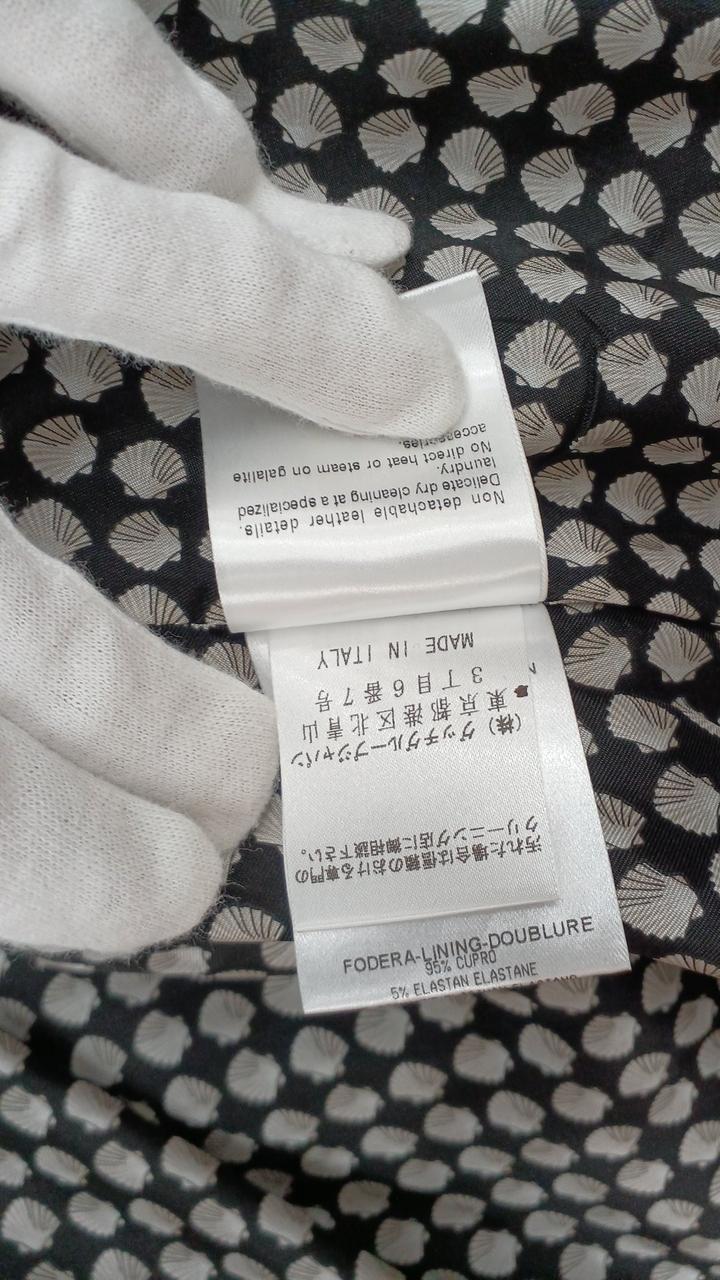 Non detachable leather details.
Delicate dry cleaning at a specialized
laundry.
No direct heat or steam on galalite
accessories.
汚れた場合は信頼のおける専門の
クリーニング店に御相談下さい。
(株) グッチグループジャパン
東京都港区北青山
3丁目6番7号
MADE IN ITALY
N
FODERA-LINING-DOUBLURE
95% CUPRO
5% ELASTAN ELASTANE